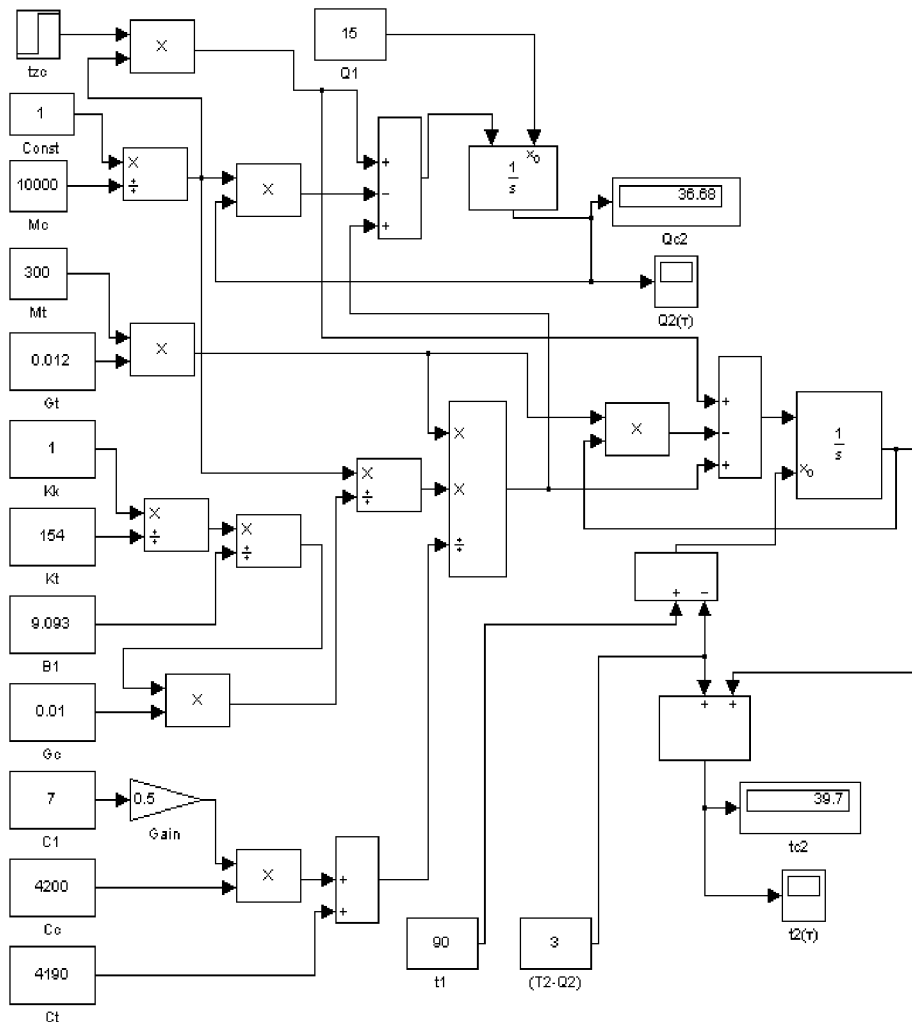 tzc
×
15
Q1
1
Const
×
÷
10000
Mc
×
+
−
+
1
s
x0
36.68
Qc2
Q2(τ)
300
Mt
×
0.012
Gt
×
×
÷
×
+
−
+
1
s
x0
1
Kk
×
÷
×
÷
×
÷
154
Kt
+
−
9.093
B1
×
0.01
Gc
+
+
7
C1
0.5
Gain
39.7
tc2
×
+
+
4200
Cc
t2(τ)
90
t1
3
(T2-Q2)
4190
Ct